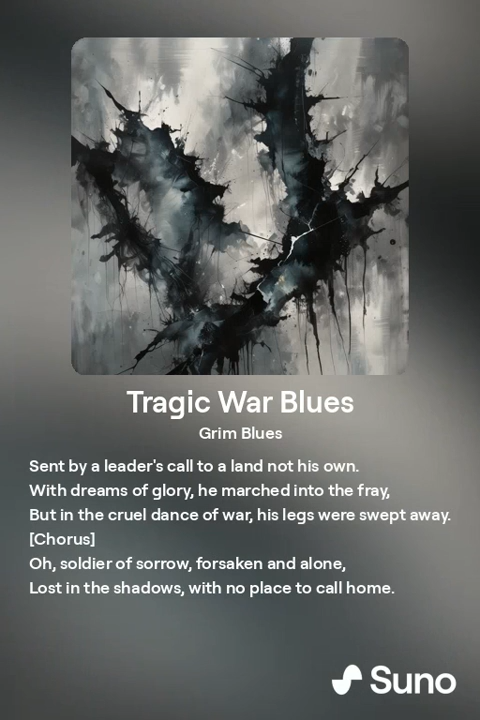 Tragic War Blues
Grim Blues
Sent by a leader's call to a land not his own.
With dreams of glory, he marched into the fray,
But in the cruel dance of war, his legs were swept away.
[Chorus]
Oh, soldier of sorrow, forsaken and alone,
Lost in the shadows, with no place to call home.
Suno